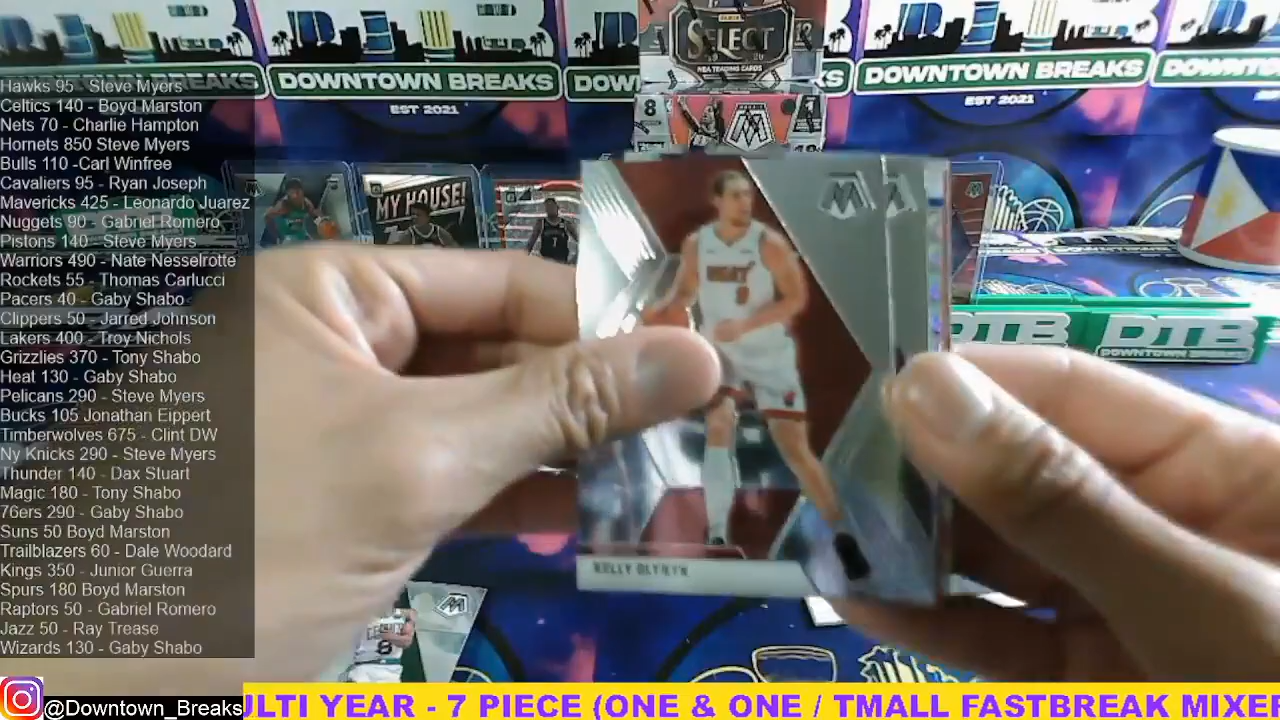 SELECT
NBA TRADING CARDS
DOWNTOWN BREAKS
EST 2021
DOWNTOWN BREAKS
EST 2021
8
MY HOUSE!
HEAT
KELLY OLYNYK
DTB
DTB
DOWNTOWN BREAKS
Hawks 95 - Steve Myers
Celtics 140 - Boyd Marston
Nets 70 - Charlie Hampton
Hornets 850 Steve Myers
Bulls 110 -Carl Winfree
Cavaliers 95 - Ryan Joseph
Mavericks 425 - Leonardo Juarez
Nuggets 90 - Gabriel Romero
Pistons 140 - Steve Myers
Warriors 490 - Nate Nesselrotte
Rockets 55 - Thomas Carlucci
Pacers 40 - Gaby Shabo
Clippers 50 - Jarred Johnson
Lakers 400 - Troy Nichols
Grizzlies 370 - Tony Shabo
Heat 130 - Gaby Shabo
Pelicans 290 - Steve Myers
Bucks 105 Jonathan Eippert
Timberwolves 675 - Clint DW
Ny Knicks 290 - Steve Myers
Thunder 140 - Dax Stuart
Magic 180 - Tony Shabo
76ers 290 - Gaby Shabo
Suns 50 Boyd Marston
Trailblazers 60 - Dale Woodard
Kings 350 - Junior Guerra
Spurs 180 Boyd Marston
Raptors 50 - Gabriel Romero
Jazz 50 - Ray Trease
Wizards 130 - Gaby Shabo
@Downtown_Breaks
ULTI YEAR - 7 PIECE (ONE & ONE / TMALL FASTBREAK MIXE